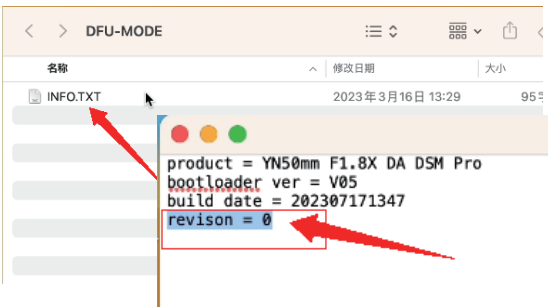 DFU-MODE
名称 修改日期 大小
INFO.TXT 2023年3月16日 13:29 95
product = YN50mm F1.8X DA DSM Pro
bootloader ver = V05
build date = 202307171347
revison = 0